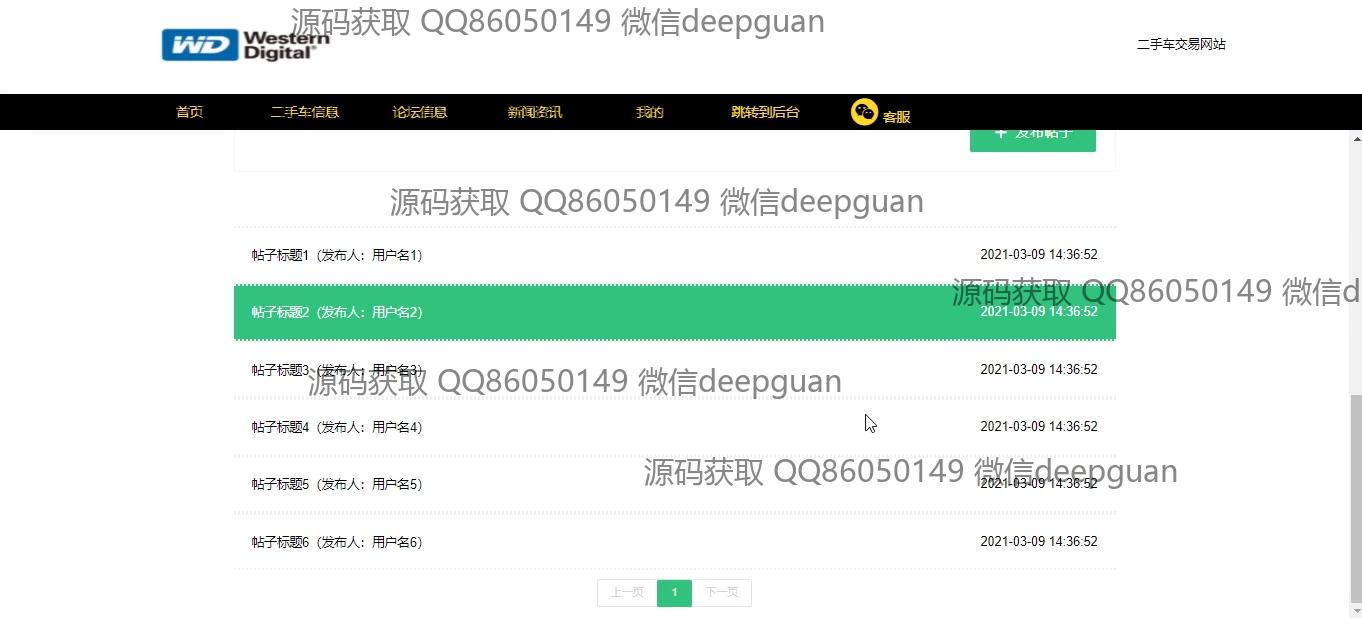 源码获取 QQ86050149 微信deepguan
WD Western Digital®
二手车交易网站
首页 二手车信息 论坛信息 新闻资讯 我的 跳转到后台 客服
+ 发布帖子
源码获取 QQ86050149 微信deepguan
帖子标题1（发布人：用户名1） 2021-03-09 14:36:52
源码获取 QQ86050149 微信d
帖子标题2（发布人：用户名2） 2021-03-09 14:36:52
帖子标题3（发布人：用户名3） 2021-03-09 14:36:52
源码获取 QQ86050149 微信deepguan
帖子标题4（发布人：用户名4） 2021-03-09 14:36:52
源码获取 QQ86050149 微信deepguan
帖子标题5（发布人：用户名5） 2021-03-09 14:36:52
帖子标题6（发布人：用户名6） 2021-03-09 14:36:52
上一页 1 下一页